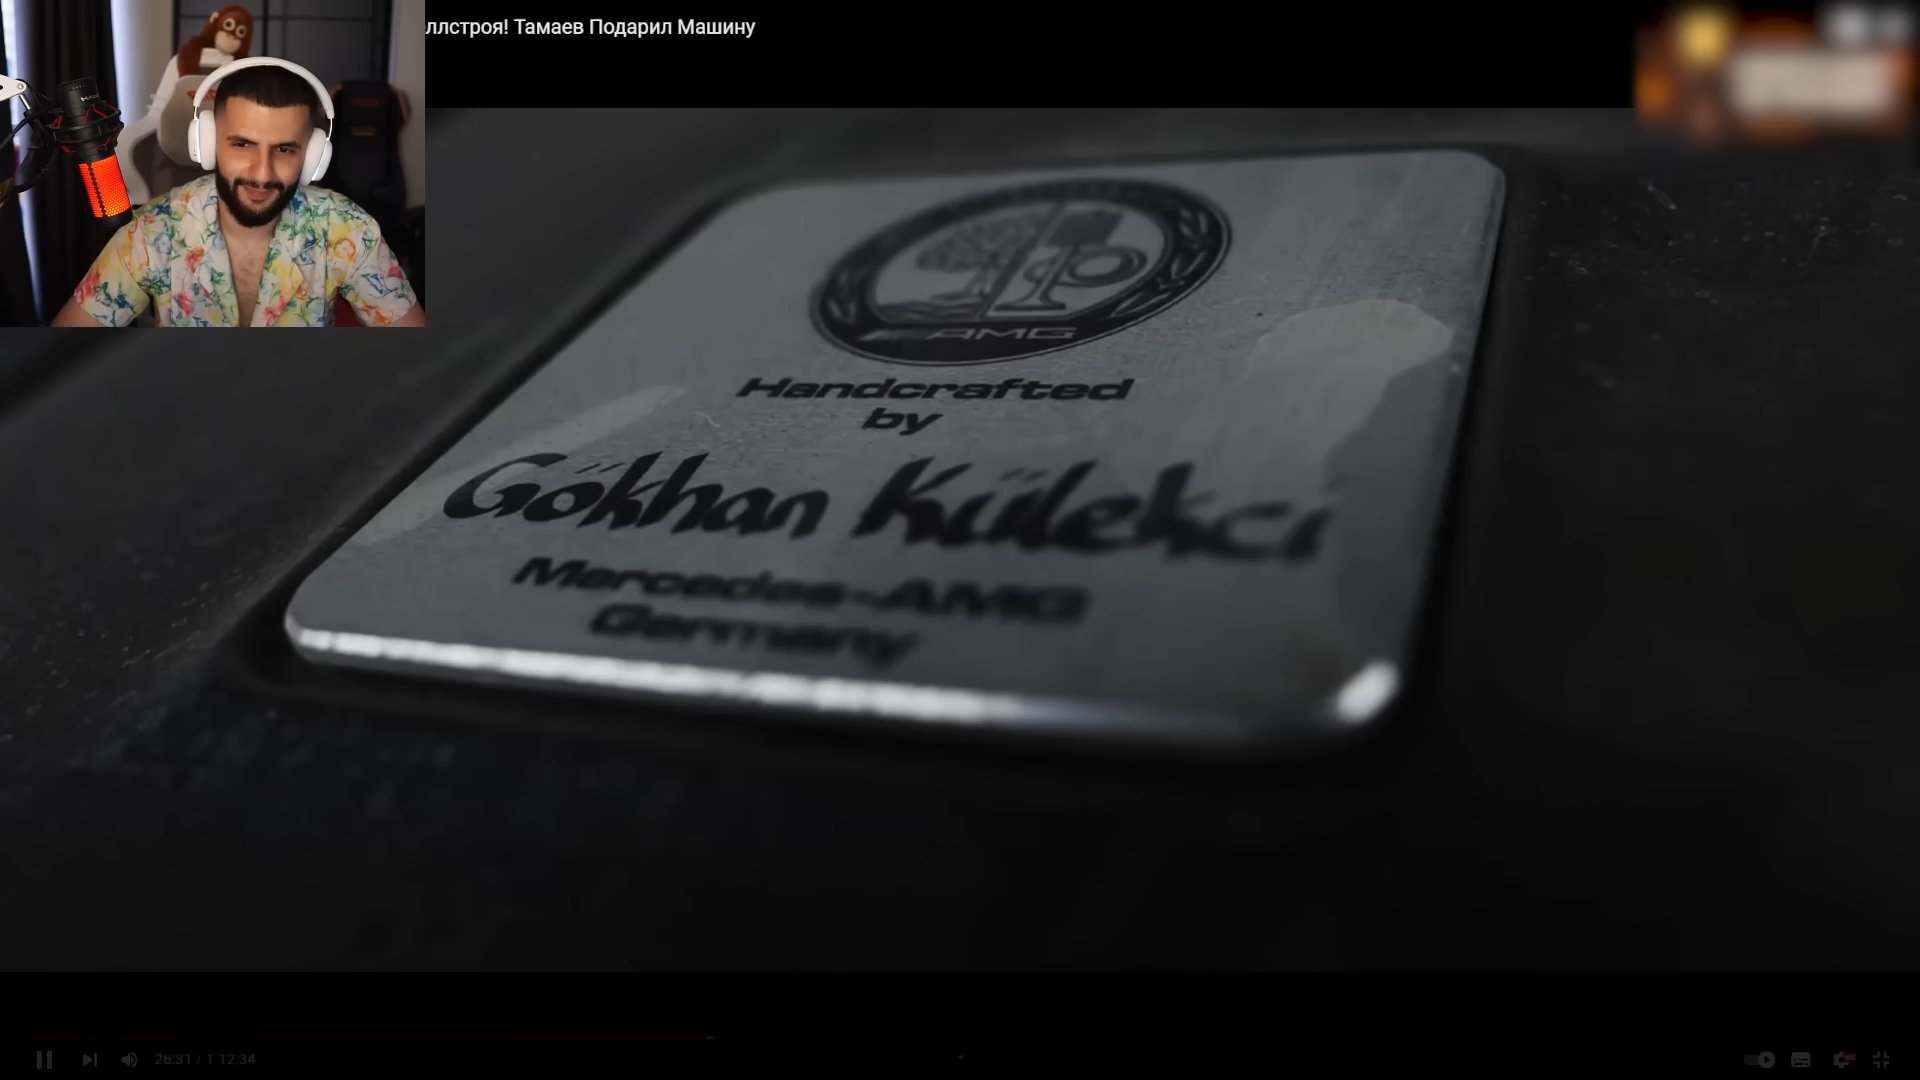 ллстроя! Тамаев Подарил Машину
AMG
Handcrafted
by
Gökhan Külekci
Mercedes-AMG
Germany
26:31 / 1:12:34